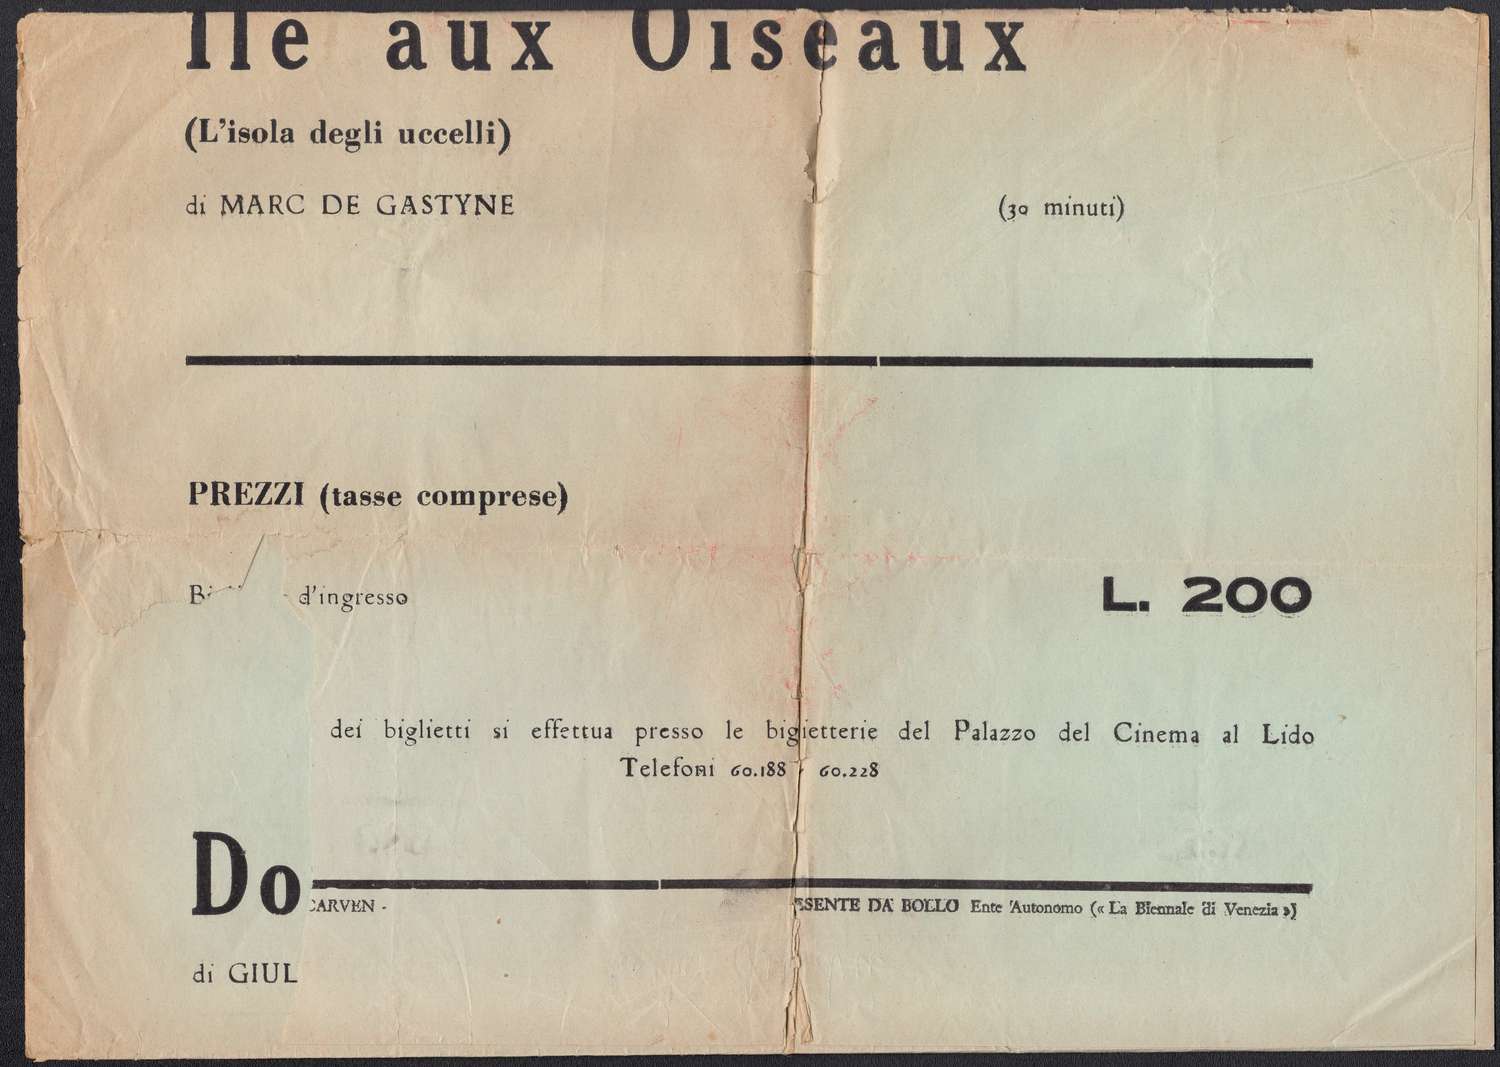 Ile aux Oiseaux
(L'isola degli uccelli)
di MARC DE GASTYNE (30 minuti)
PREZZI (tasse comprese)
d'ingresso L. 200
dei biglietti si effettua presso le bigietterie del Palazzo del Cinema al Lido
Telefoni 60.188 - 60.228
Do
CARVEN - ESSENTE DA BOLLO Ente Autonomo (« La Biennale di Venezia »)
di GIUL